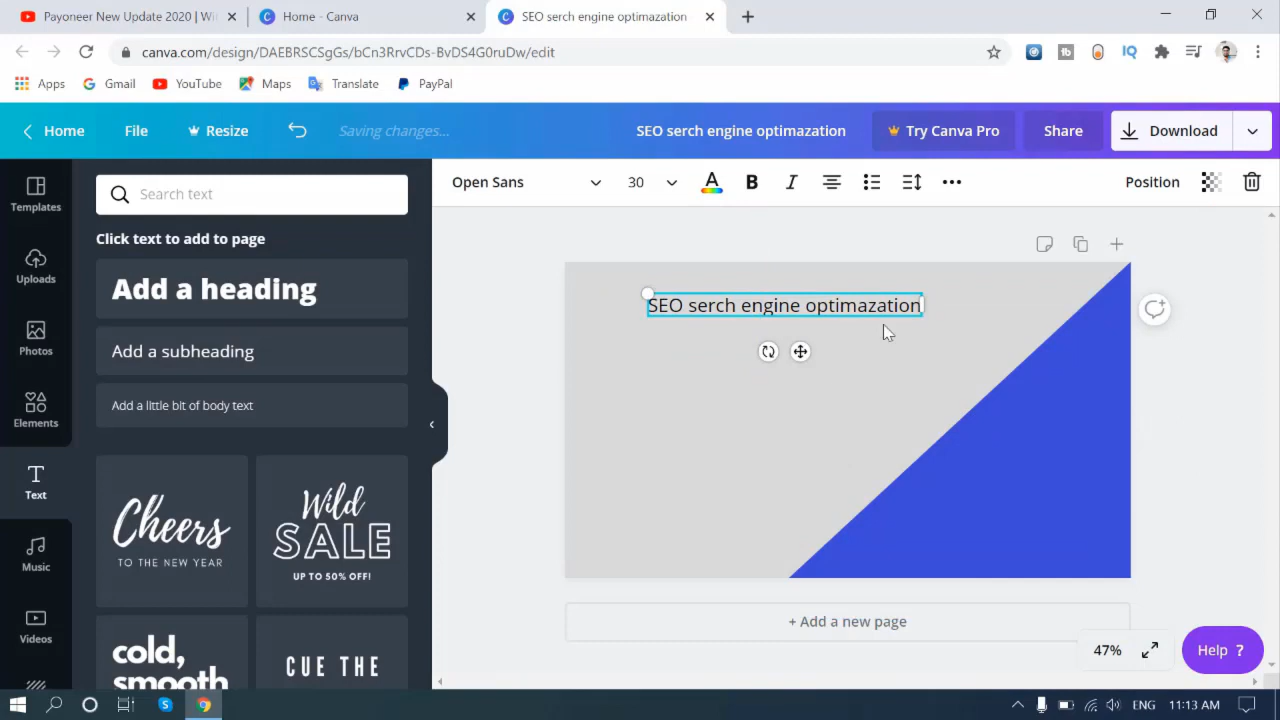 Payoneer New Update 2020 | Wit
Home - Canva
SEO serch engine optimazation
canva.com/design/DAEBRSCSgGs/bCn3RrvCDs-BvDS4G0ruDw/edit
Apps
Gmail
YouTube
Maps
Translate
PayPal
Home
File
Resize
Saving changes...
SEO serch engine optimazation
Try Canva Pro
Share
Download
Templates
Uploads
Photos
Elements
Text
Music
Videos
Search text
Click text to add to page
Add a heading
Add a subheading
Add a little bit of body text
Cheers
TO THE NEW YEAR
Wild
SALE
UP TO 50% OFF!
cold,
smooth
CUE THE
Open Sans
30
A
B
I
Position
SEO serch engine optimazation
+ Add a new page
47%
Help ?
ENG
11:13 AM